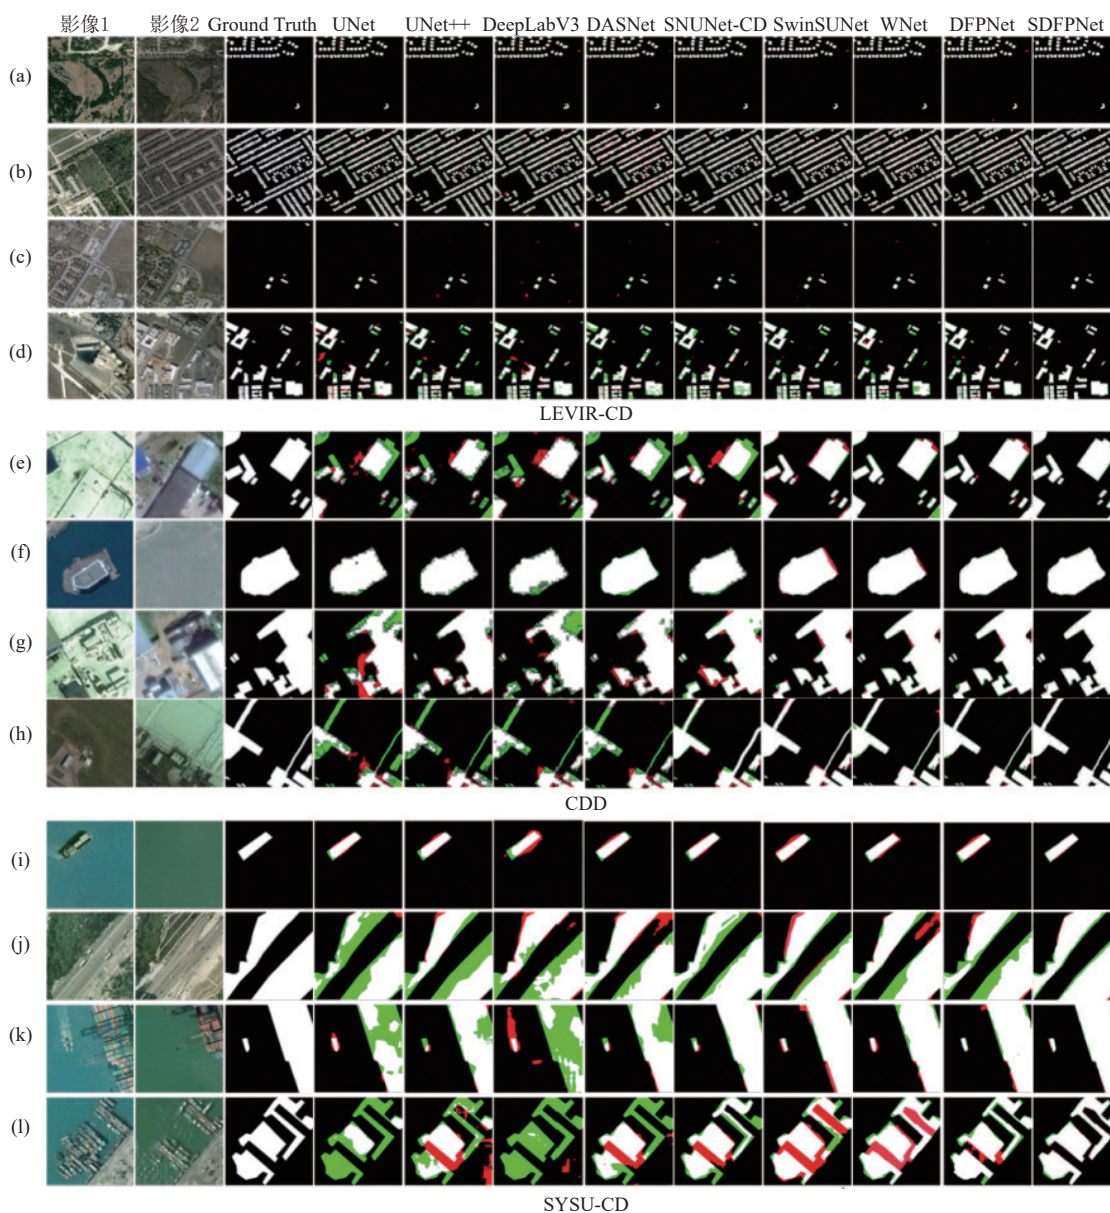 影像1 影像2 Ground Truth UNet UNet++ DeepLabV3 DASNet SNUNet-CD SwinSUNet WNet DFPNet SDFPNet
(a)
(b)
(c)
(d)
LEVIR-CD
(e)
(f)
(g)
(h)
CDD
(i)
(j)
(k)
(l)
SYSU-CD